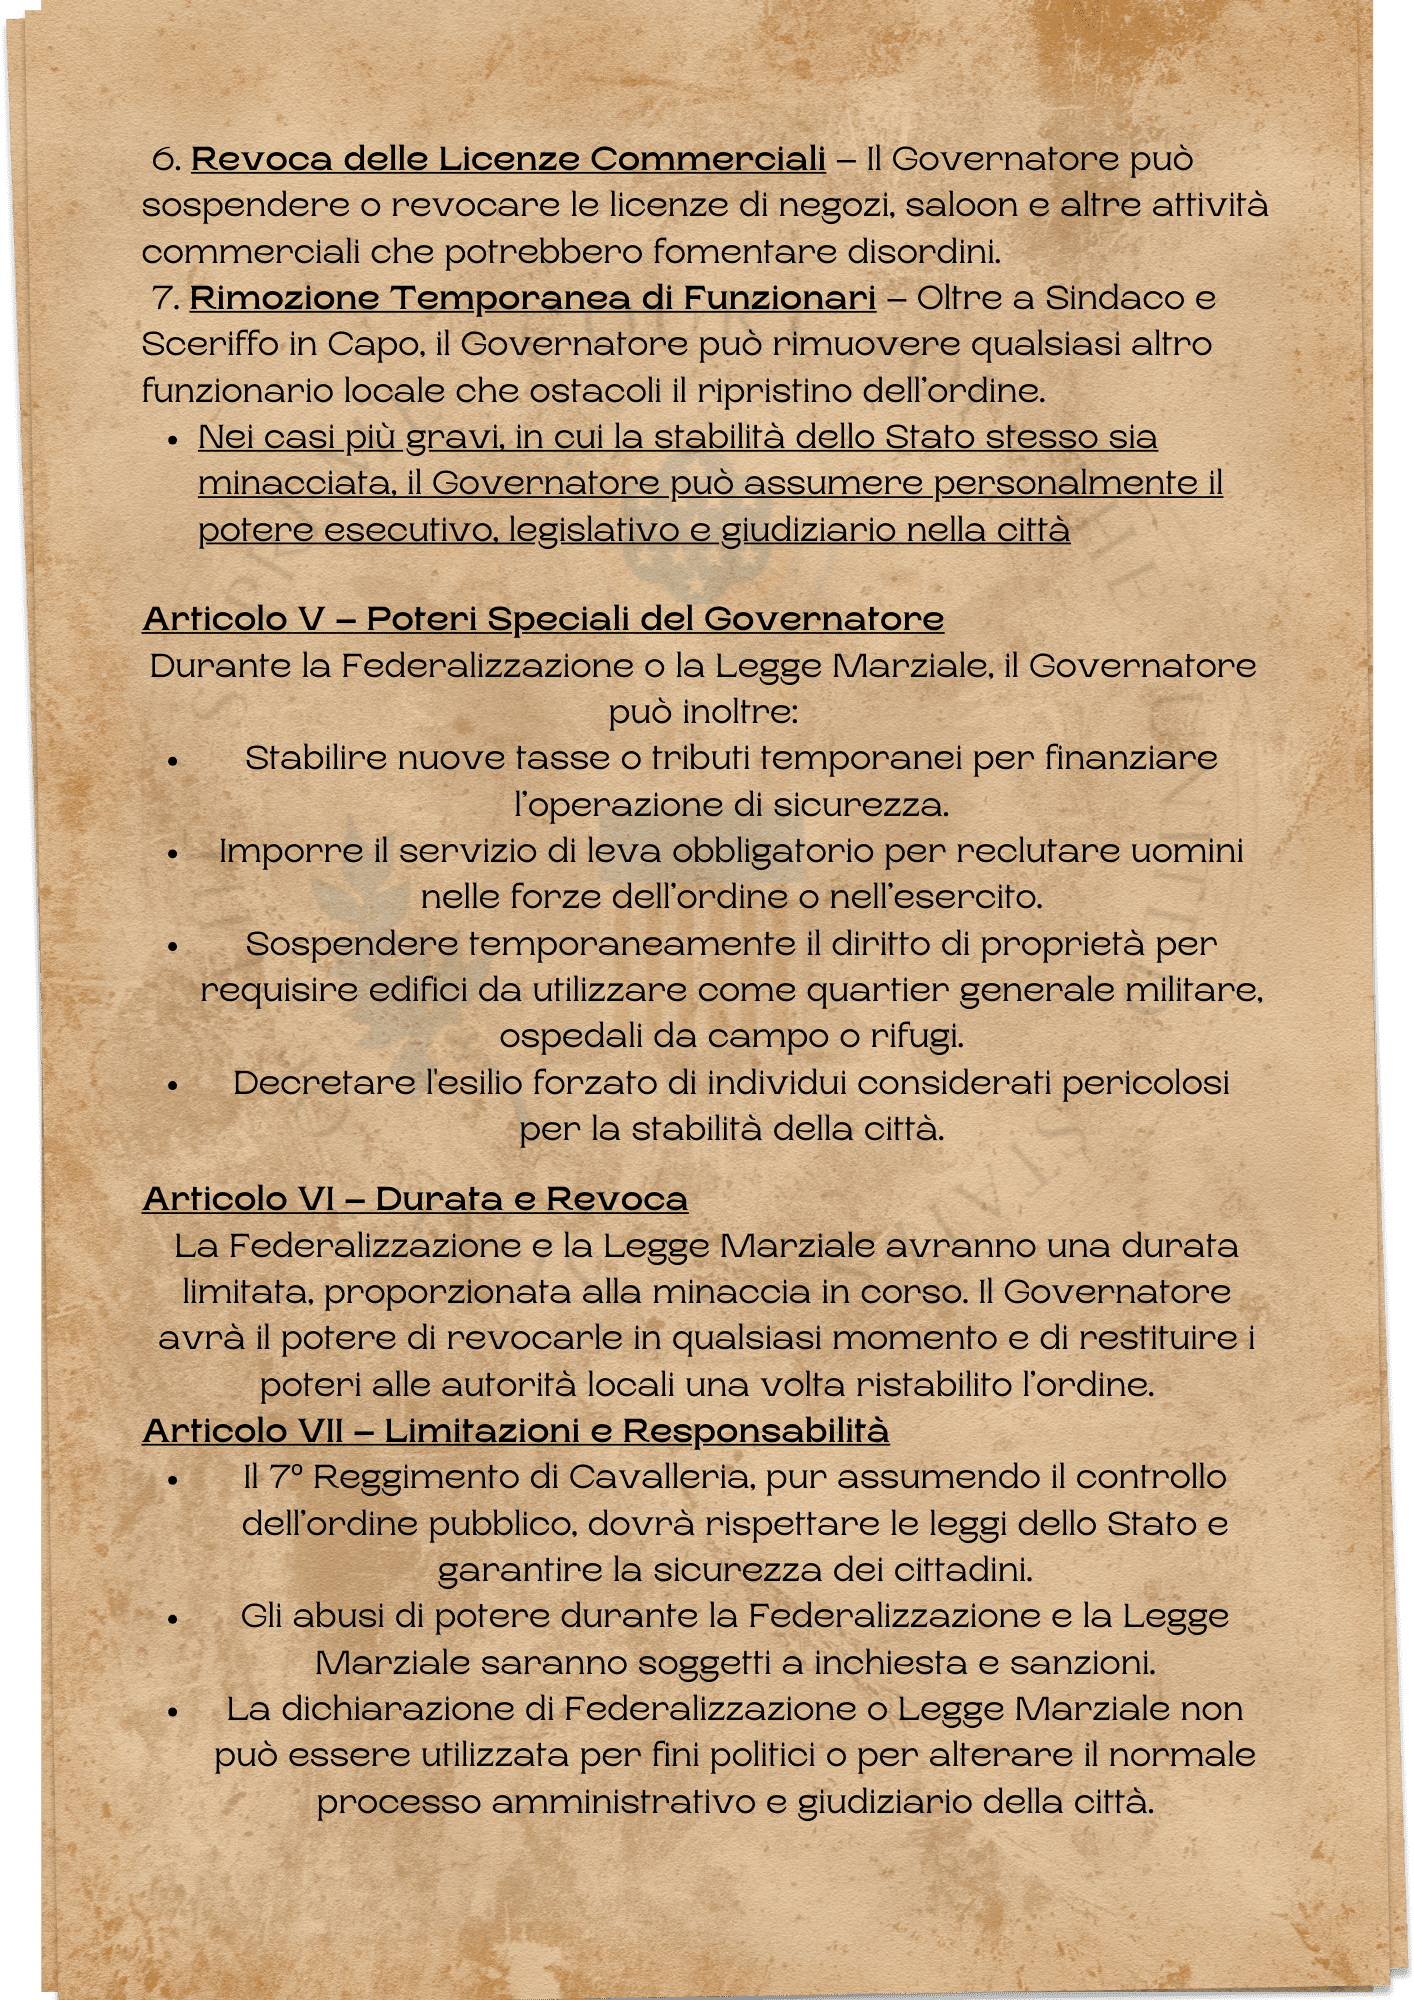 6. Revoca delle Licenze Commerciali – Il Governatore può
sospendere o revocare le licenze di negozi, saloon e altre attività
commerciali che potrebbero fomentare disordini.
7. Rimozione Temporanea di Funzionari – Oltre a Sindaco e
Sceriffo in Capo, il Governatore può rimuovere qualsiasi altro
funzionario locale che ostacoli il ripristino dell’ordine.
• Nei casi più gravi, in cui la stabilità dello Stato stesso sia
minacciata, il Governatore può assumere personalmente il
potere esecutivo, legislativo e giudiziario nella città
Articolo V – Poteri Speciali del Governatore
Durante la Federalizzazione o la Legge Marziale, il Governatore
può inoltre:
• Stabilire nuove tasse o tributi temporanei per finanziare
l’operazione di sicurezza.
• Imporre il servizio di leva obbligatorio per reclutare uomini
nelle forze dell’ordine o nell’esercito.
• Sospendere temporaneamente il diritto di proprietà per
requisire edifici da utilizzare come quartier generale militare,
ospedali da campo o rifugi.
• Decretare l'esilio forzato di individui considerati pericolosi
per la stabilità della città.
Articolo VI – Durata e Revoca
La Federalizzazione e la Legge Marziale avranno una durata
limitata, proporzionata alla minaccia in corso. Il Governatore
avrà il potere di revocarle in qualsiasi momento e di restituire i
poteri alle autorità locali una volta ristabilito l’ordine.
Articolo VII – Limitazioni e Responsabilità
• Il 7º Reggimento di Cavalleria, pur assumendo il controllo
dell’ordine pubblico, dovrà rispettare le leggi dello Stato e
garantire la sicurezza dei cittadini.
• Gli abusi di potere durante la Federalizzazione e la Legge
Marziale saranno soggetti a inchiesta e sanzioni.
• La dichiarazione di Federalizzazione o Legge Marziale non
può essere utilizzata per fini politici o per alterare il normale
processo amministrativo e giudiziario della città.